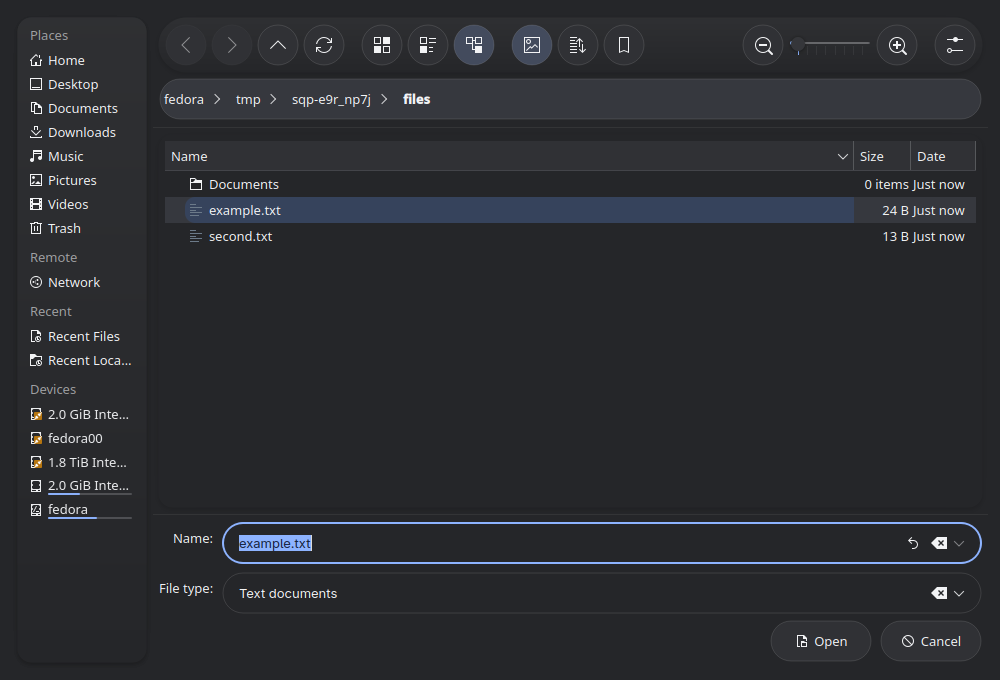 Places
Home
Desktop
Documents
Downloads
Music
Pictures
Videos
Trash
Remote
Network
Recent
Recent Files
Recent Loca...
Devices
2.0 GiB Inte...
fedora00
1.8 TiB Inte...
2.0 GiB Inte...
fedora
fedora > tmp > sqp-e9r_np7j > files
Name Size Date
Documents 0 items Just now
example.txt 24 B Just now
second.txt 13 B Just now
Name: example.txt
File type: Text documents
Open Cancel